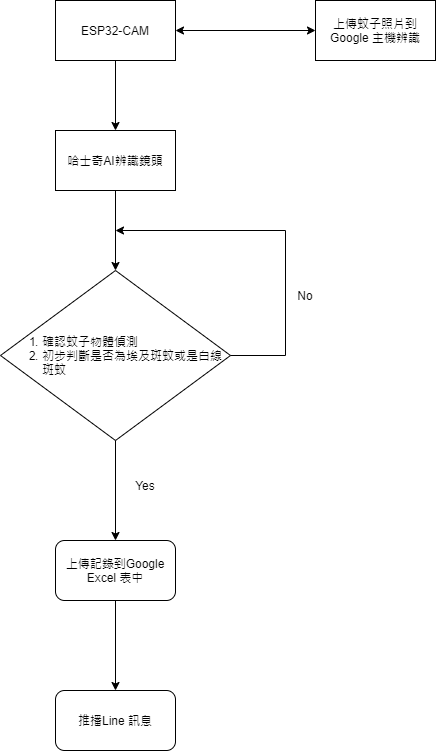 ESP32-CAM
上傳蚊子照片到
Google 主機辨識
哈士奇AI辨識鏡頭
No
1. 確認蚊子物體偵測
2. 初步判斷是否為埃及斑蚊或是白線
斑蚊
Yes
上傳記錄到Google
Excel 表中
推播Line 訊息